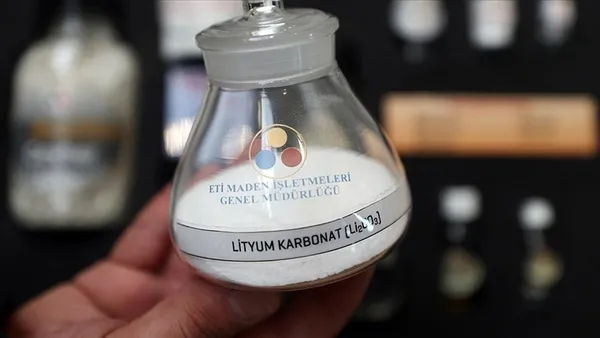 ETİ MADEN İŞLETMELERİ
GENEL MÜDÜRLÜĞÜ
LİTYUM KARBONAT (Li₂CO₃)